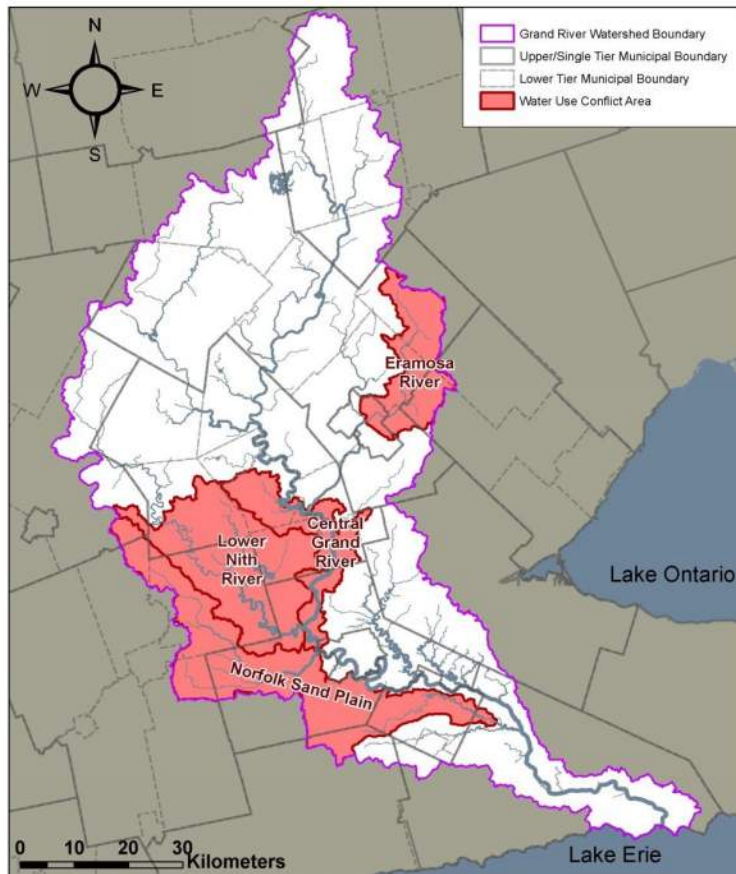 N
W
E
S
Grand River Watershed Boundary
Upper/Single Tier Municipal Boundary
Lower Tier Municipal Boundary
Water Use Conflict Area
Eramosa
River
Central
Grand
River
Lower
Nith
River
Lake Ontario
Norfolk Sand Plain
0 5 10 20 30
Kilometers
Lake Erie